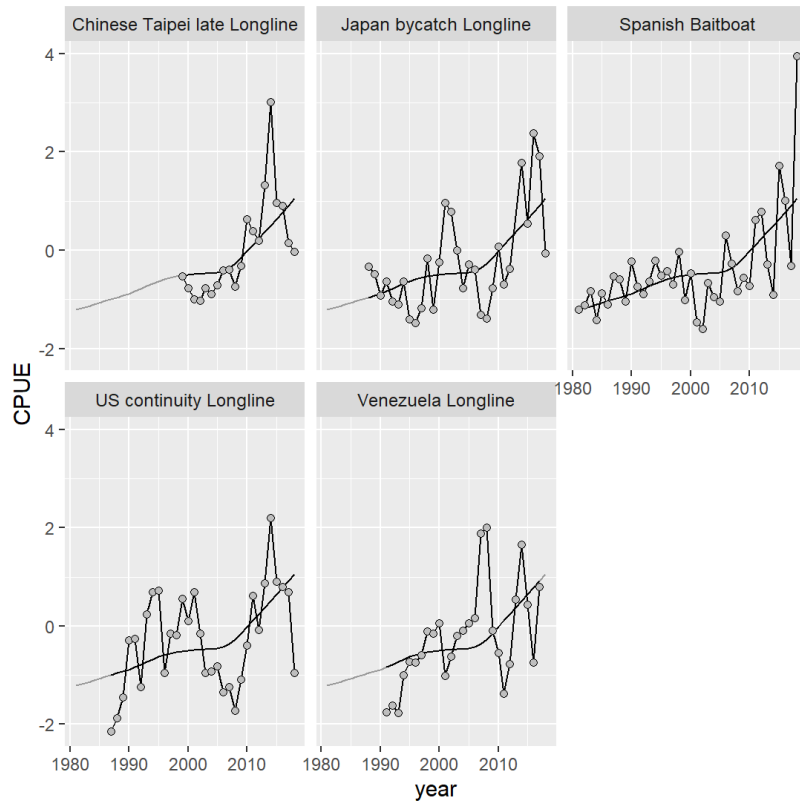 Chinese Taipei late Longline Japan bycatch Longline Spanish Baitboat
4
2
0
-2
1980 1990 2000 2010
CPUE
US continuity Longline Venezuela Longline
4
2
0
-2
1980 1990 2000 2010 1980 1990 2000 2010
year